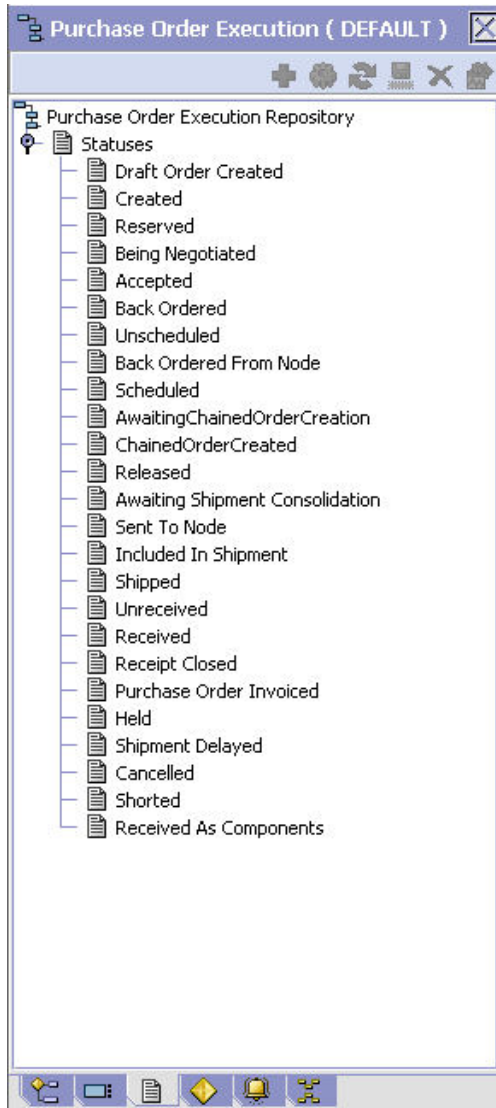 Purchase Order Execution ( DEFAULT )
Purchase Order Execution Repository
Statuses
Draft Order Created
Created
Reserved
Being Negotiated
Accepted
Back Ordered
Unscheduled
Back Ordered From Node
Scheduled
AwaitingChainedOrderCreation
ChainedOrderCreated
Released
Awaiting Shipment Consolidation
Sent To Node
Included In Shipment
Shipped
Unreceived
Received
Receipt Closed
Purchase Order Invoiced
Held
Shipment Delayed
Cancelled
Shorted
Received As Components